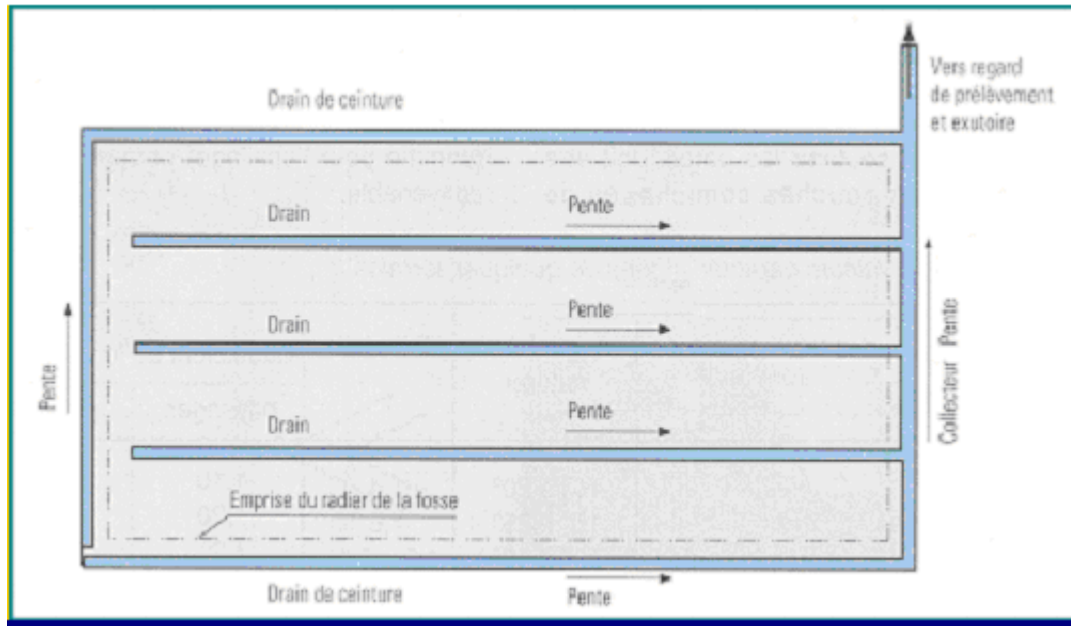 Drain de ceinture
Vers regard
de prélèvement
et exutoire
Drain
Pente
Drain
Pente
Pente
Collecteur Pente
Drain
Pente
Emprise du radier de la fosse
Drain de ceinture
Pente